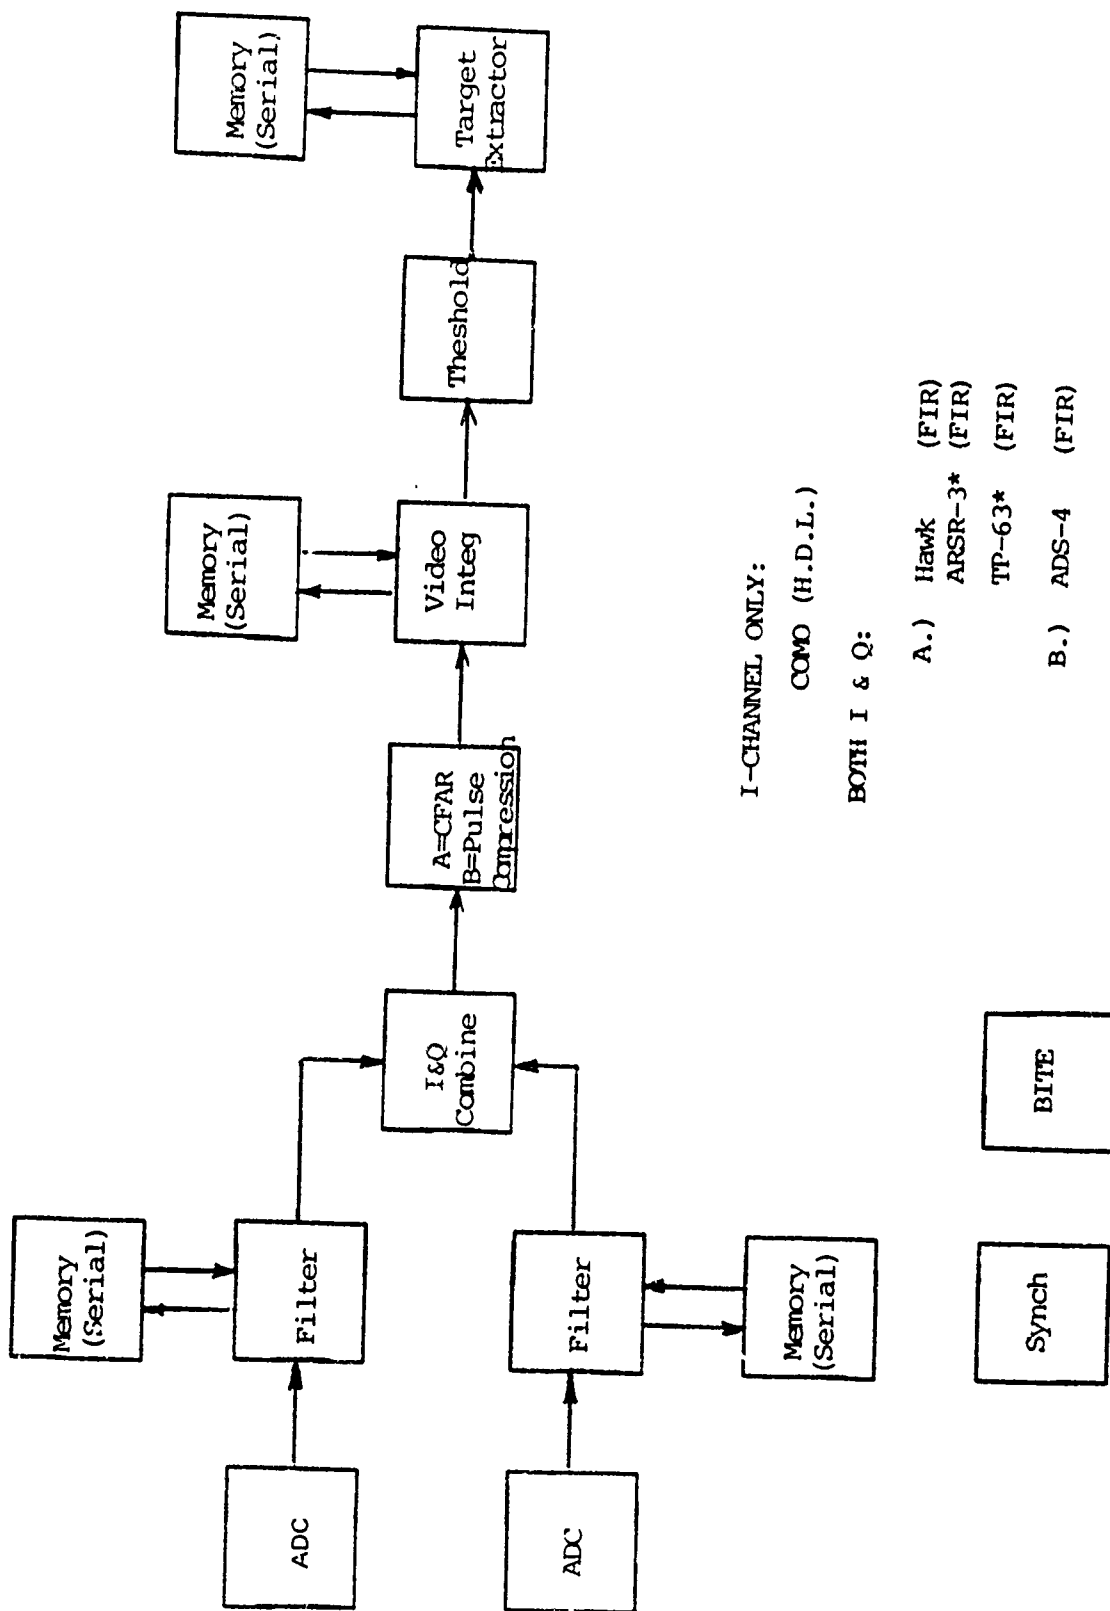 Memory
(Serial)
Memory
(Serial)
Memory
(Serial)
ADC
Filter
I&Q
Combine
A=CFAR
B=Pulse
Compression
Video
Integ
Theshold
Target
Extractor
ADC
Filter
Memory
(Serial)
Synch
BITE
I-CHANNEL ONLY:
COMO (H.D.L.)
BOTH I & Q:
A.) Hawk (FIR)
ARSR-3* (FIR)
TP-63* (FIR)
B.) ADS-4 (FIR)